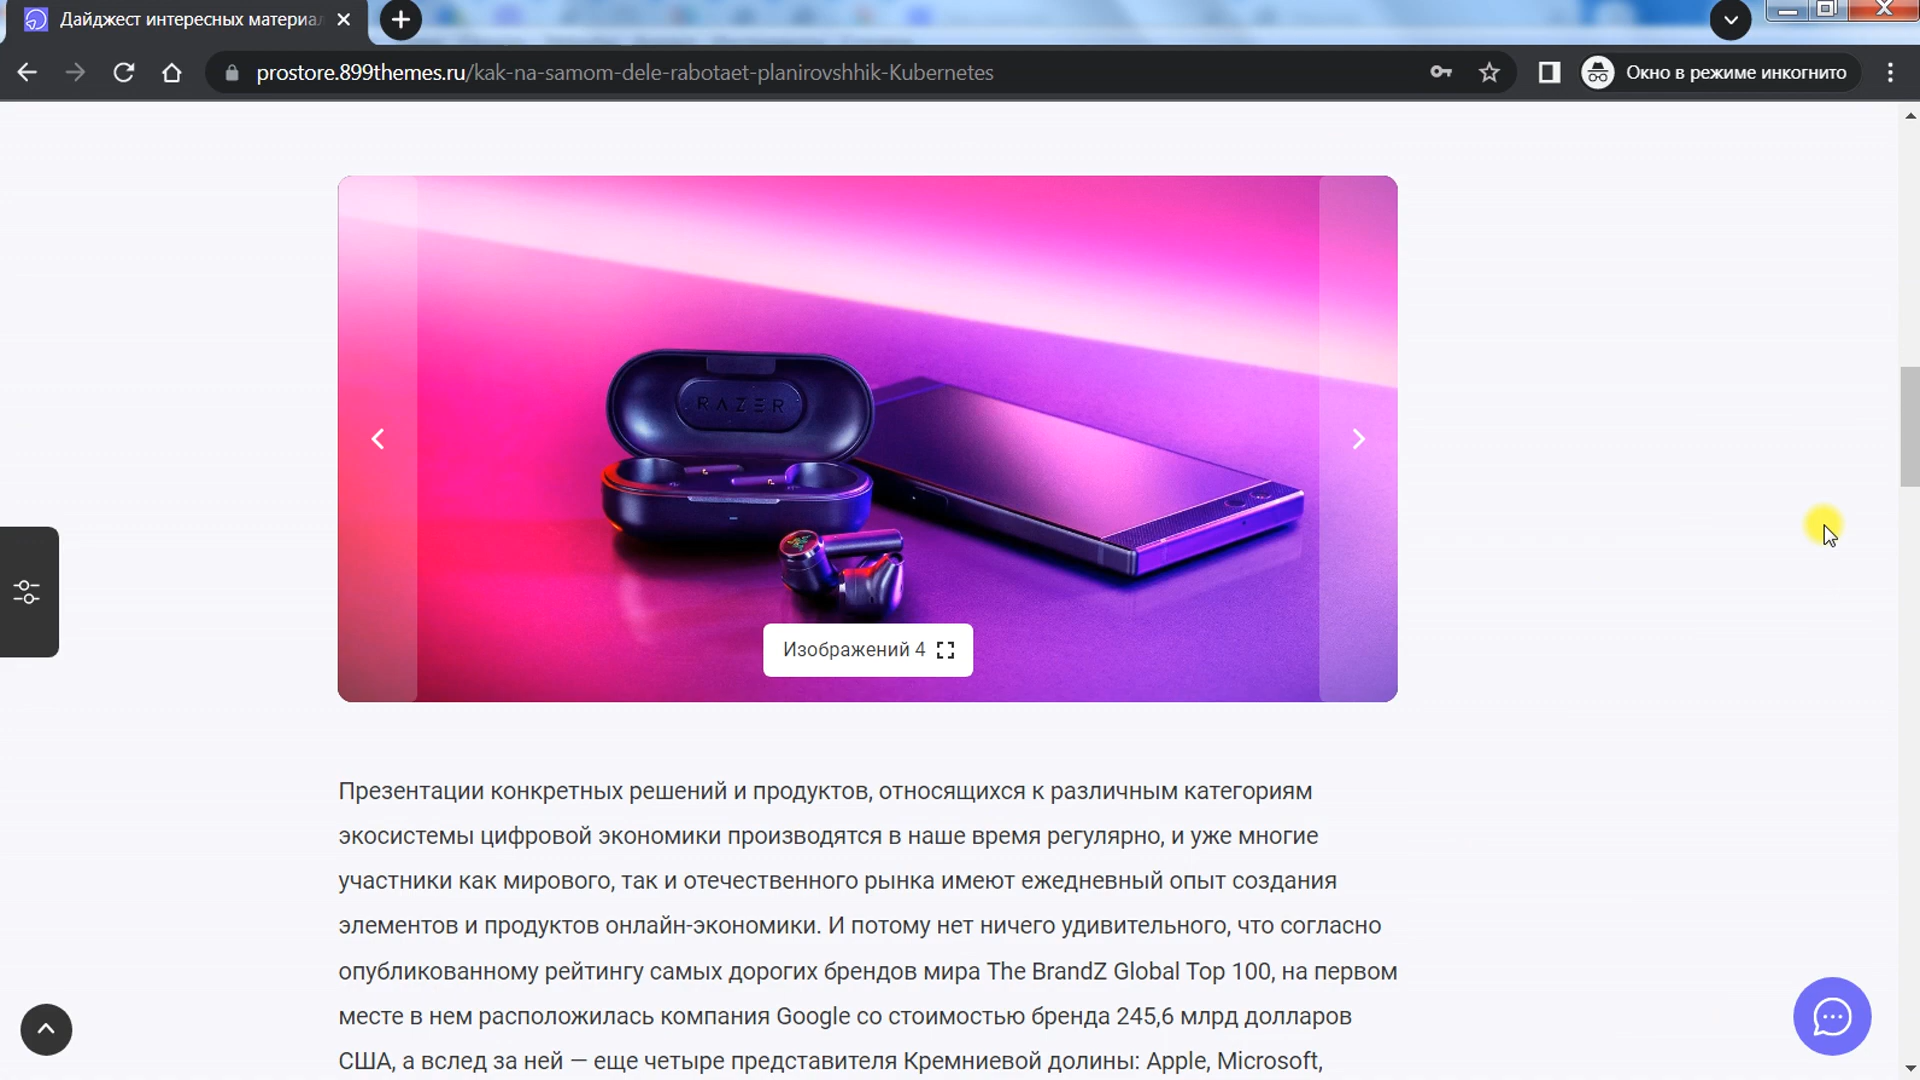 Дайджест интересных материал
prostore.899themes.ru/kak-na-samom-dele-rabotaet-planirovshhik-Kubernetes
Окно в режиме инкогнито
RAZER
Изображений 4
Презентации конкретных решений и продуктов, относящихся к различным категориям
экосистемы цифровой экономики производятся в наше время регулярно, и уже многие
участники как мирового, так и отечественного рынка имеют ежедневный опыт создания
элементов и продуктов онлайн-экономики. И потому нет ничего удивительного, что согласно
опубликованному рейтингу самых дорогих брендов мира The BrandZ Global Top 100, на первом
месте в нем расположилась компания Google со стоимостью бренда 245,6 млрд долларов
США, а вслед за ней — еще четыре представителя Кремниевой долины: Apple, Microsoft,